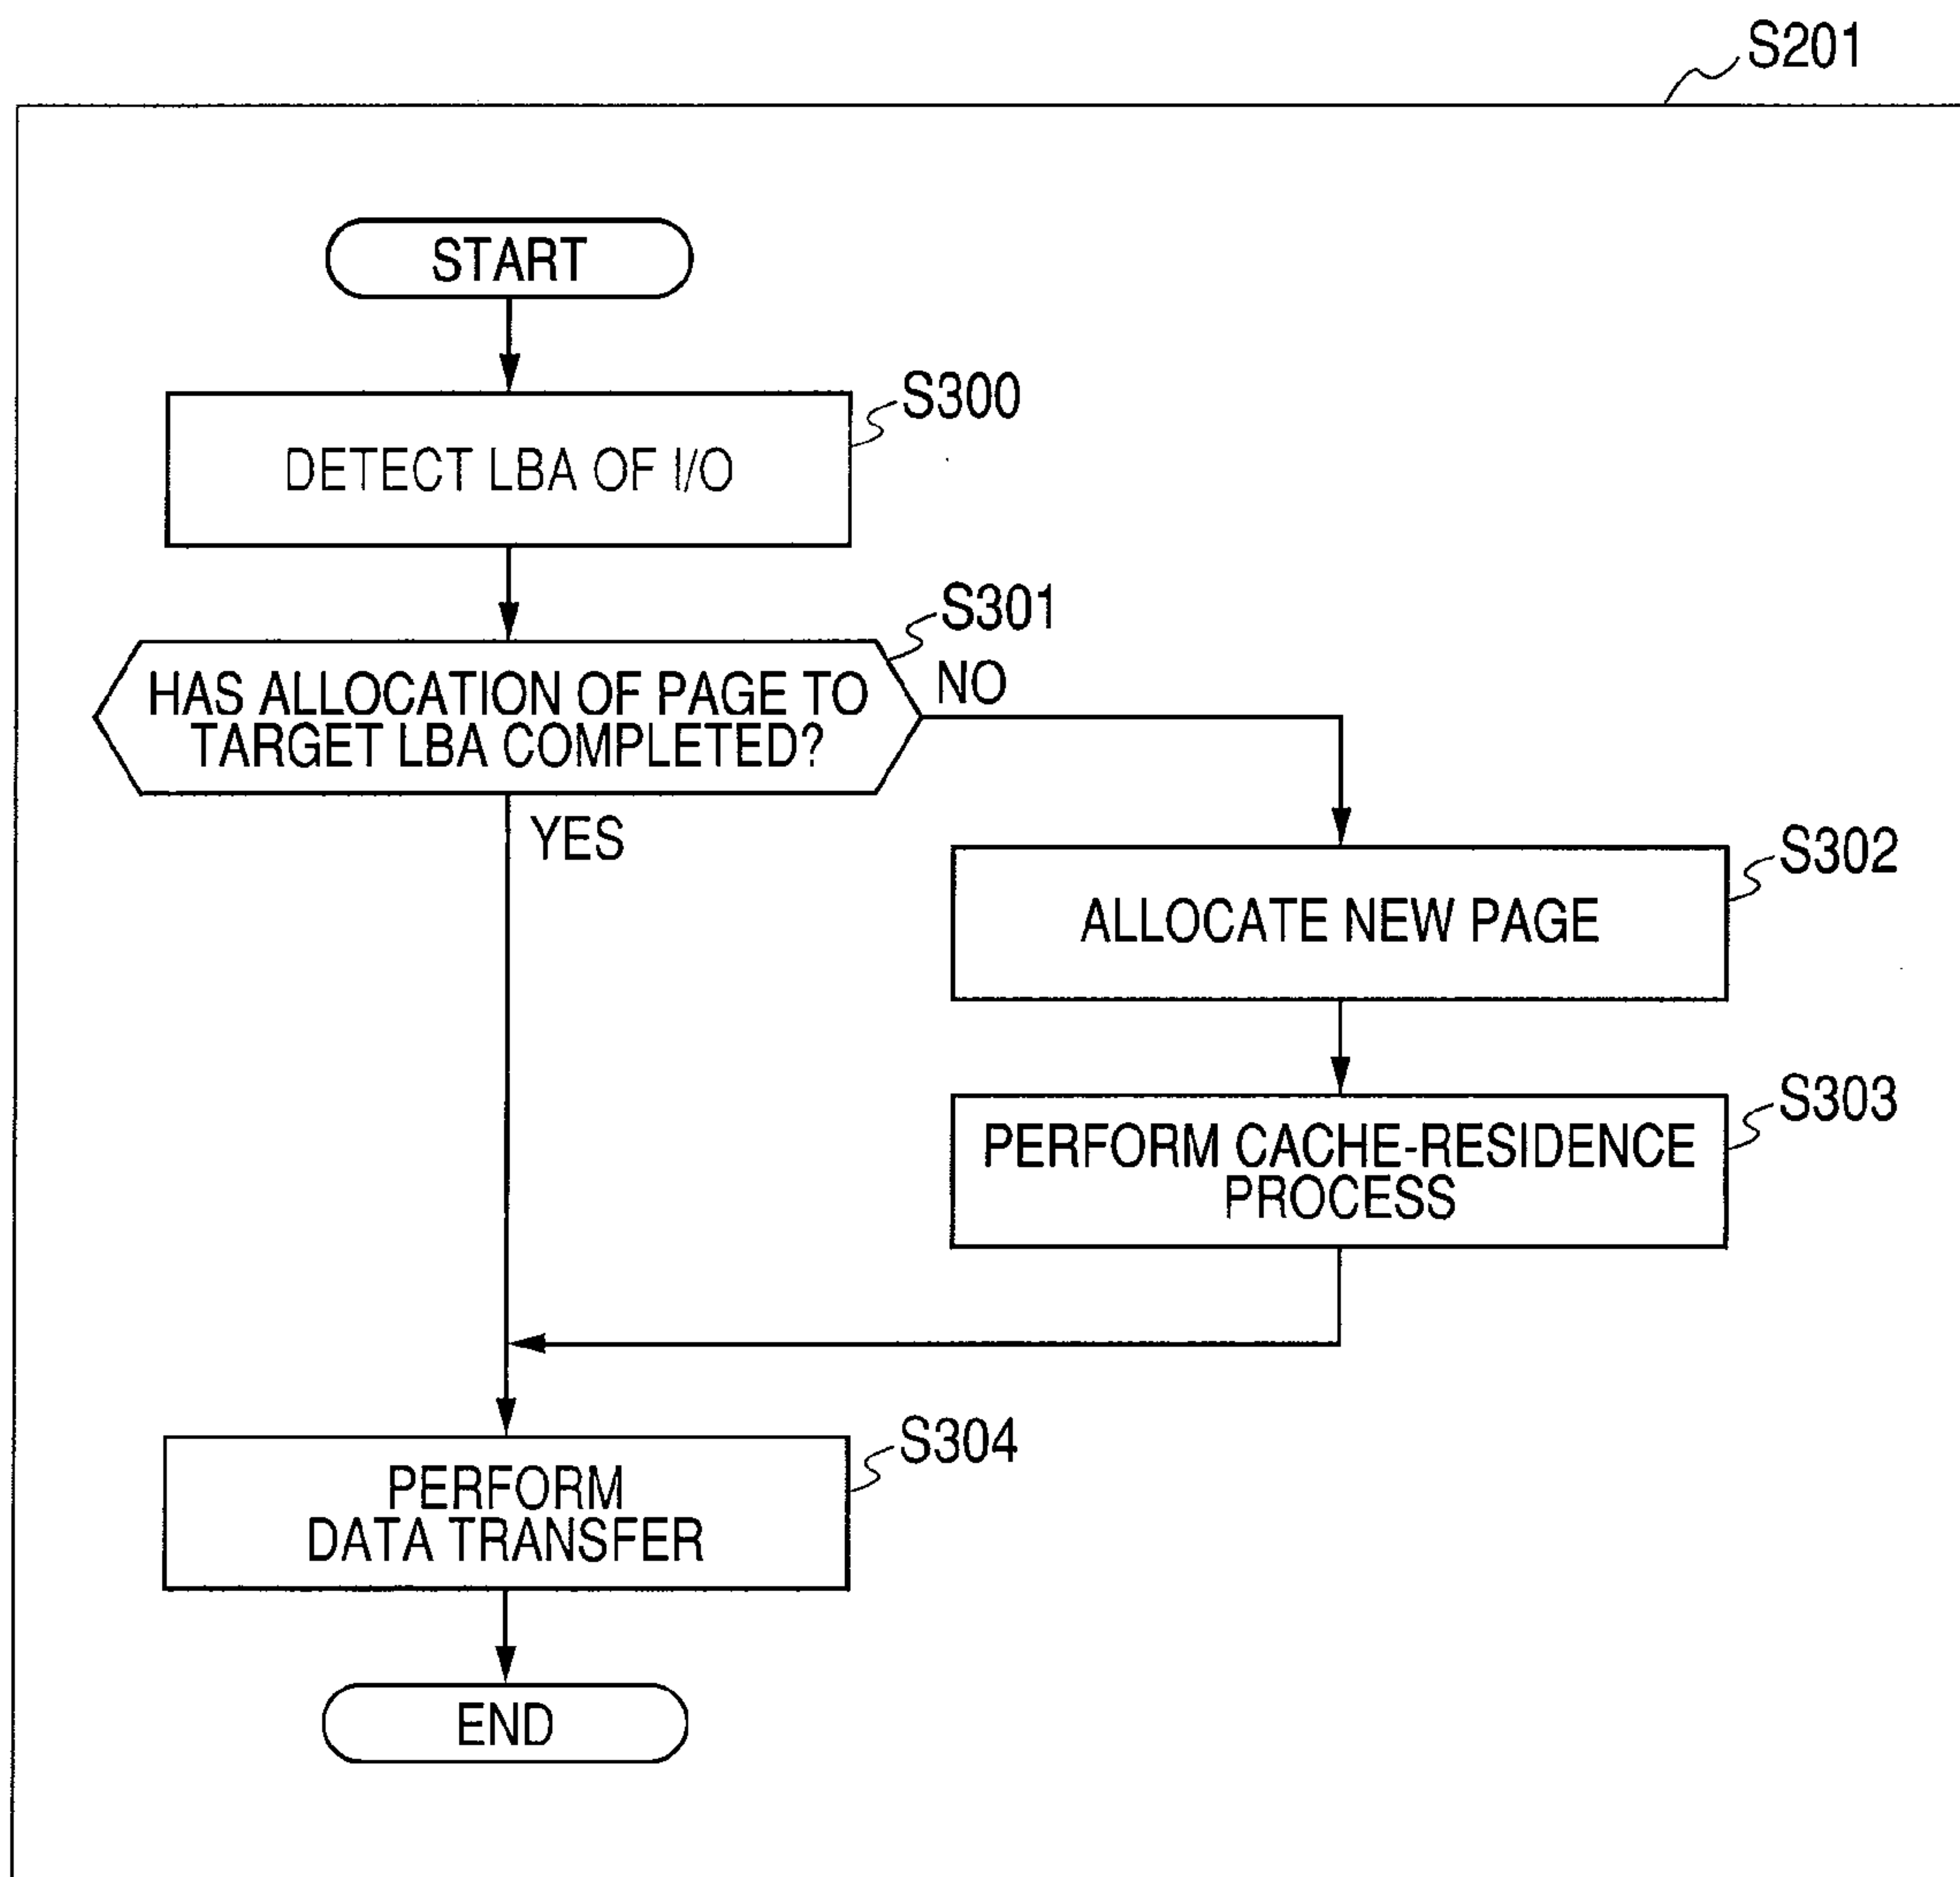 S201
START
S300
DETECT LBA OF I/O
S301
HAS ALLOCATION OF PAGE TO
TARGET LBA COMPLETED?
NO
YES
S302
ALLOCATE NEW PAGE
S303
PERFORM CACHE-RESIDENCE
PROCESS
S304
PERFORM
DATA TRANSFER
END